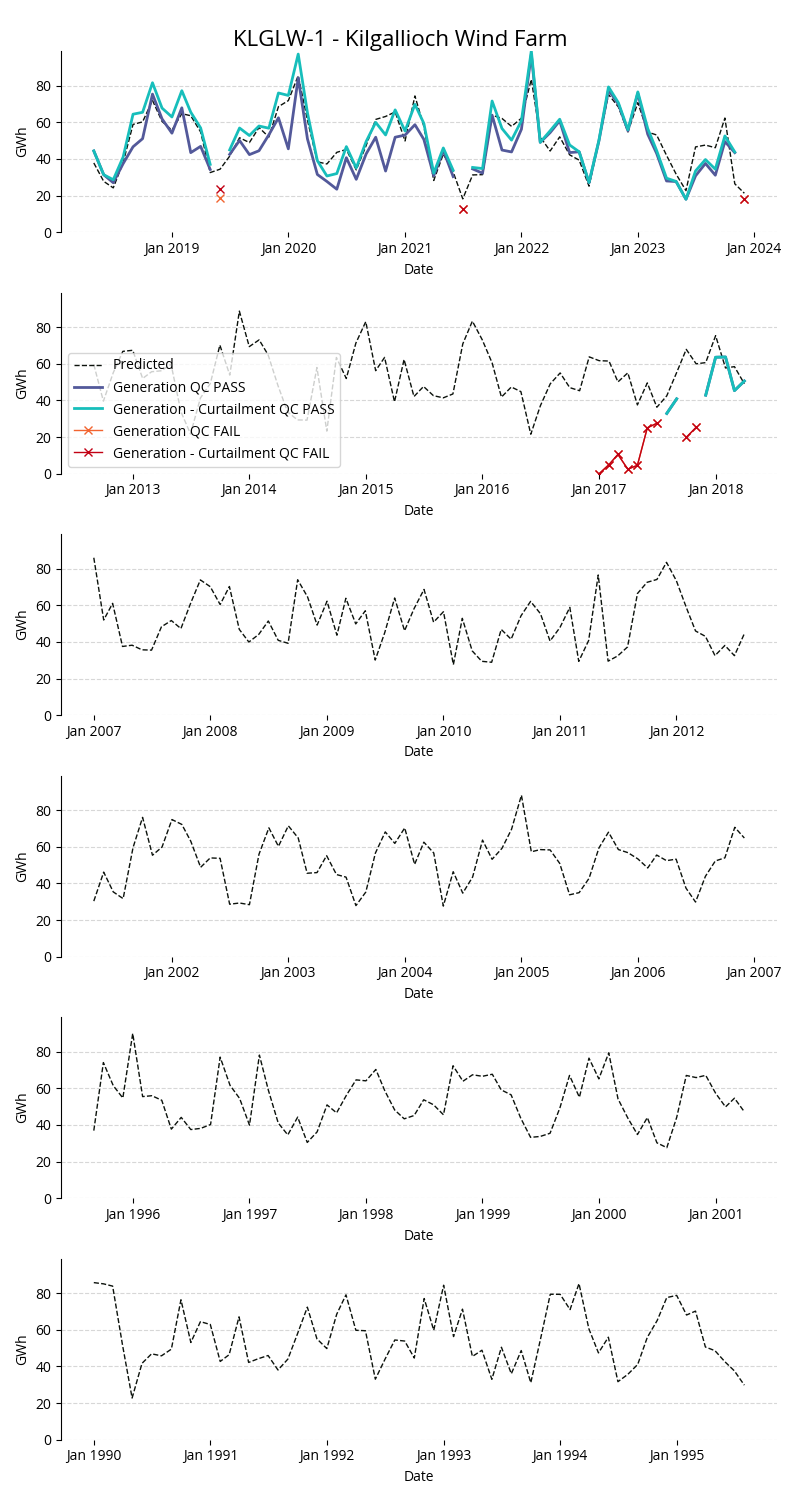 KLGLW-1 - Kilgallioch Wind Farm
80
60
40
20
0
GWh
Jan 2019 Jan 2020 Jan 2021 Jan 2022 Jan 2023 Jan 2024
Date
80
60
40
20
0
GWh
Predicted
Generation QC PASS
Generation - Curtailment QC PASS
Generation QC FAIL
Generation - Curtailment QC FAIL
Jan 2013 Jan 2014 Jan 2015 Jan 2016 Jan 2017 Jan 2018
Date
80
60
40
20
0
GWh
Jan 2007 Jan 2008 Jan 2009 Jan 2010 Jan 2011 Jan 2012
Date
80
60
40
20
0
GWh
Jan 2002 Jan 2003 Jan 2004 Jan 2005 Jan 2006 Jan 2007
Date
80
60
40
20
0
GWh
Jan 1996 Jan 1997 Jan 1998 Jan 1999 Jan 2000 Jan 2001
Date
80
60
40
20
0
GWh
Jan 1990 Jan 1991 Jan 1992 Jan 1993 Jan 1994 Jan 1995
Date